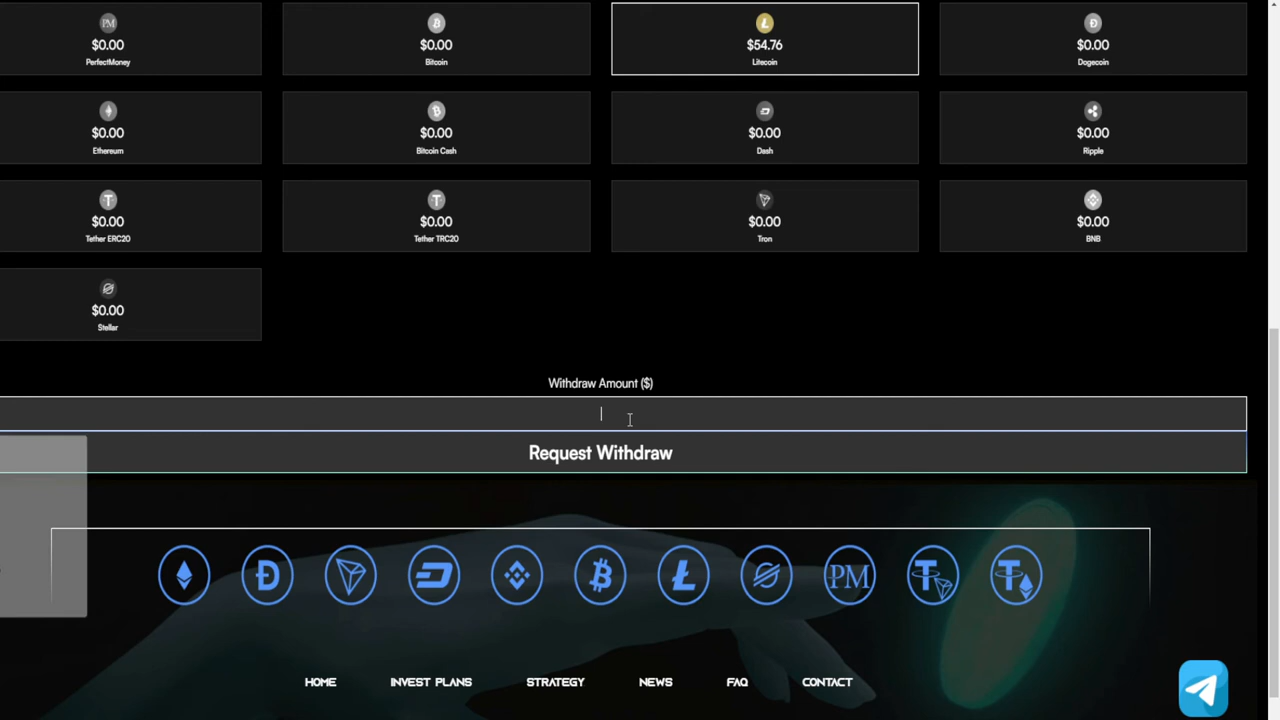 PM
$0.00
PerfectMoney
$0.00
Bitcoin
$54.76
Litecoin
$0.00
Dogecoin
$0.00
Ethereum
$0.00
Bitcoin Cash
$0.00
Dash
$0.00
Ripple
$0.00
Tether ERC20
$0.00
Tether TRC20
$0.00
Tron
$0.00
BNB
$0.00
Stellar
Withdraw Amount ($)
Request Withdraw
PM
HOME INVEST PLANS STRATEGY NEWS FAQ CONTACT